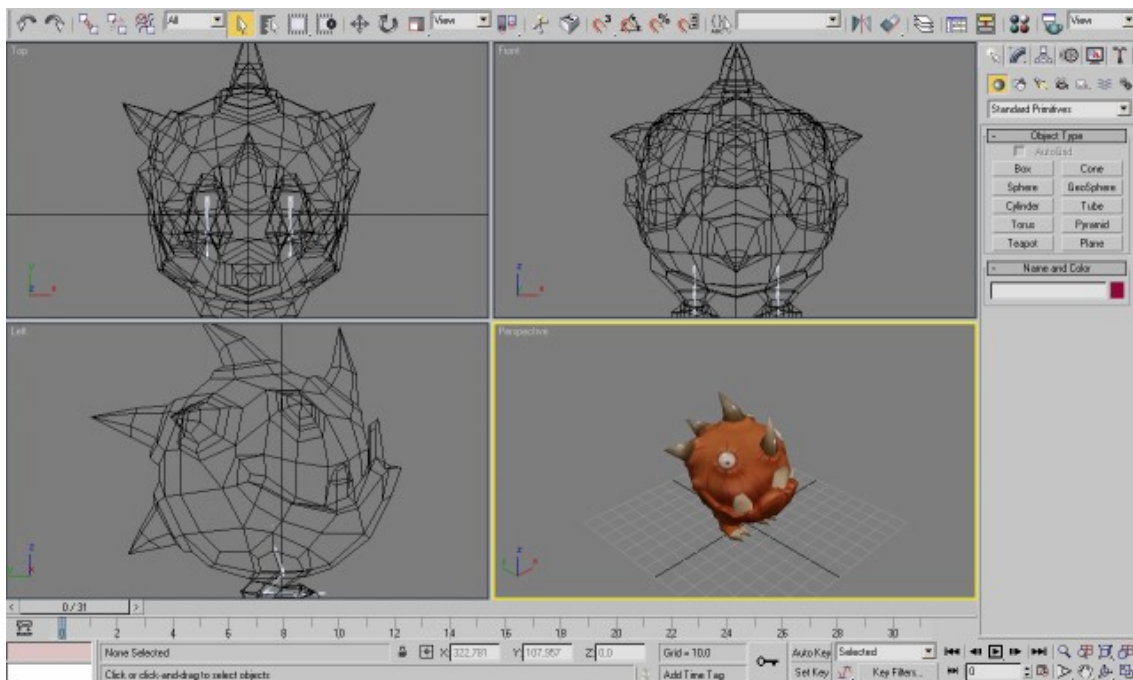 All View View
Top Front
Standard Primitives
- Object Type
AutoGrid
Box Cone
Sphere GeoSphere
Cylinder Tube
Torus Pyramid
Teapot Plane
- Name and Color
Left Perspective
< 0 / 31 >
0 2 4 6 8 10 12 14 16 18 20 22 24 26 28 30
None Selected X: 322.781 Y: 107.957 Z: 0.0 Grid = 10.0 Auto Key Selected
Click or click-and-drag to select objects Add Time Tag Set Key Key Filters... 0